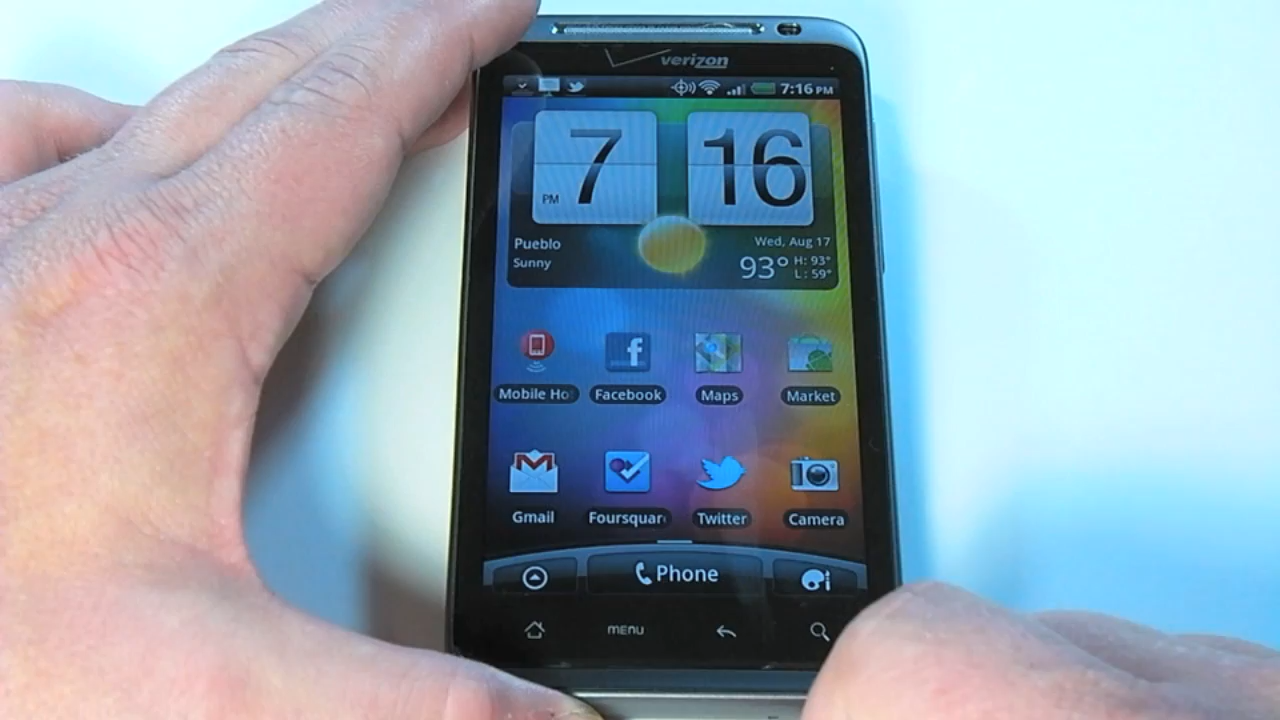 verizon
7:16 PM
7 16
PM
Pueblo Wed, Aug 17
Sunny 93° H: 93°
L: 59°
Mobile Ho Facebook Maps Market
Gmail Foursquar Twitter Camera
Phone
MENU